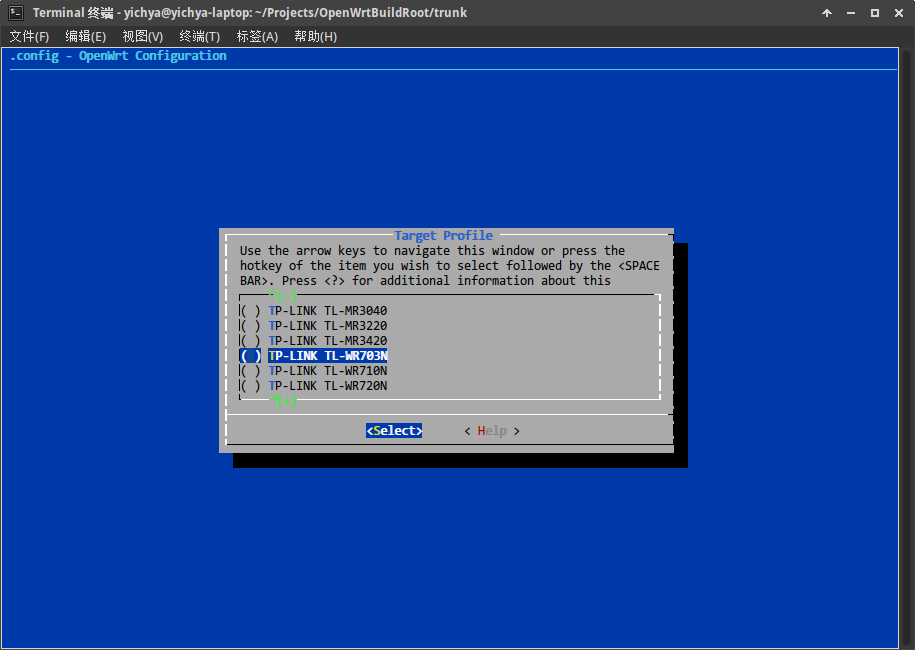 Terminal 终端 - yichya@yichya-laptop: ~/Projects/OpenWrtBuildRoot/trunk
文件(F) 编辑(E) 视图(V) 终端(T) 标签(A) 帮助(H)
.config - OpenWrt Configuration
Target Profile
Use the arrow keys to navigate this window or press the
hotkey of the item you wish to select followed by the <SPACE
BAR>. Press <?> for additional information about this
^(-)
( ) TP-LINK TL-MR3040
( ) TP-LINK TL-MR3220
( ) TP-LINK TL-MR3420
( ) TP-LINK TL-WR703N
( ) TP-LINK TL-WR710N
( ) TP-LINK TL-WR720N
(+)
<Select> < Help >